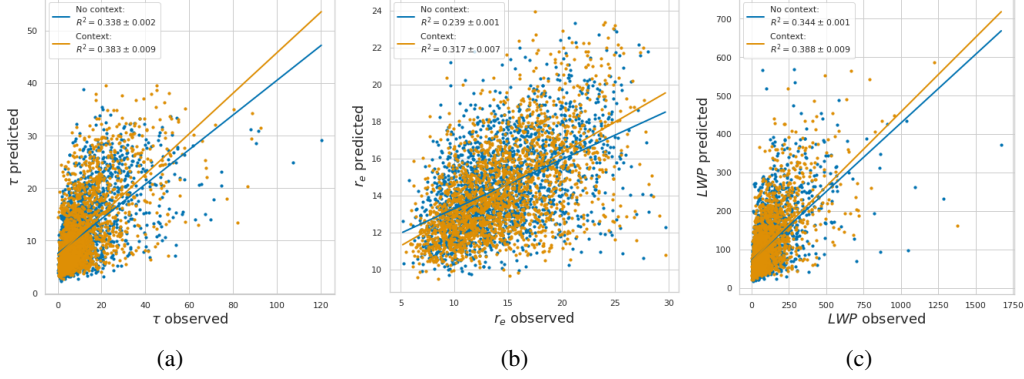 No context:
R² = 0.338 ± 0.002
Context:
R² = 0.383 ± 0.009
50
40
30
20
10
0
τ predicted
0 20 40 60 80 100 120
τ observed
(a)
No context:
R² = 0.239 ± 0.001
Context:
R² = 0.317 ± .007
24
22
20
18
16
14
12
10
r_e predicted
5 10 15 20 25 30
r_e observed
(b)
No context:
R² = 0.344 ± 0.001
Context:
R² = 0.388 ± 0.009
700
600
500
400
300
200
100
0
LWP predicted
0 250 500 750 1000 1250 1500 1750
LWP observed
(c)